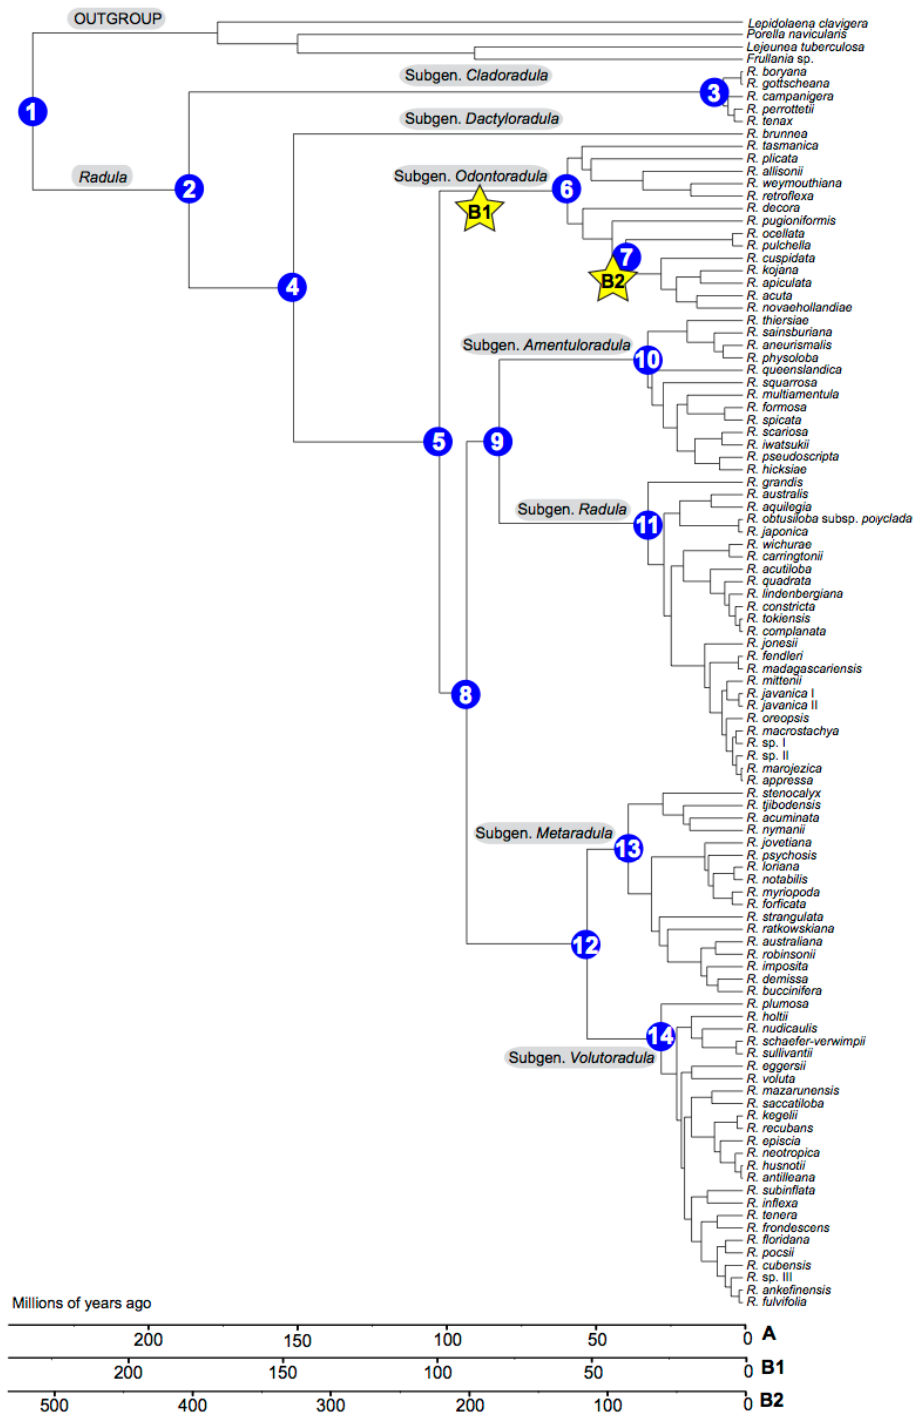 OUTGROUP
Lepidolaena clavigera
Porella navicularis
Lejeunea tuberculosa
Frullania sp.
Subgen. Cladoradula
R. boryana
R. gottscheana
1
3
R. campanigera
R. perrottetii
R. tenax
Subgen. Dactyloradula
R. brunnea
R. tasmanica
R. plicata
Radula
Subgen. Odontoradula
R. allisonii
2
6
R. weymouthiana
R. retroflexa
B1
R. decora
R. pugioniformis
R. ocellata
R. pulchella
7
R. cuspidata
R. kojana
4
B2
R. apiculata
R. acuta
R. novaehollandiae
R. thiersiae
R. sainsburiana
Subgen. Amentuloradula
R. aneurismalis
10
R. physoloba
R. queenslandica
R. squarrosa
R. multiamentula
R. formosa
R. spicata
R. scariosa
5
9
R. iwatsukii
R. pseudoscripta
R. hicksiae
R. grandis
R. australis
Subgen. Radula
R. aquilegia
11
R. obtusiloba subsp. polyclada
R. japonica
R. wichurae
R. carringtonii
R. acutiloba
R. quadrata
R. lindenbergiana
R. constricta
R. tokiensis
R. complanata
R. jonesii
R. fendleri
R. madagascariensis
R. mittenii
8
R. javanica I
R. javanica II
R. oreopsis
R. macrostachya
R. sp. I
R. sp. II
R. marojezica
R. appressa
R. stenocalyx
R. tjibodensis
R. acuminata
Subgen. Metaradula
R. nymanii
13
R. jovetiana
R. psychosis
R. loriana
R. notabilis
R. myriopoda
R. forficata
R. strangulata
R. ratkowskiana
12
R. australiana
R. robinsonii
R. imposita
R. demissa
R. buccinifera
R. plumosa
R. holtii
R. nudicaulis
14
R. schaefer-verwimpii
Subgen. Volutoradula
R. sullivantii
R. eggersii
R. voluta
R. mazarunensis
R. saccatiloba
R. kegelii
R. recubans
R. episcia
R. neotropica
R. husnotii
R. antilleana
R. subinflata
R. inflexa
R. tenera
R. frondescens
R. floridana
R. pocsii
R. cubensis
R. sp. III
R. ankefinensis
R. fulvifolia
Millions of years ago
200 150 100 50 0 A
200 150 100 50 0 B1
500 400 300 200 100 0 B2